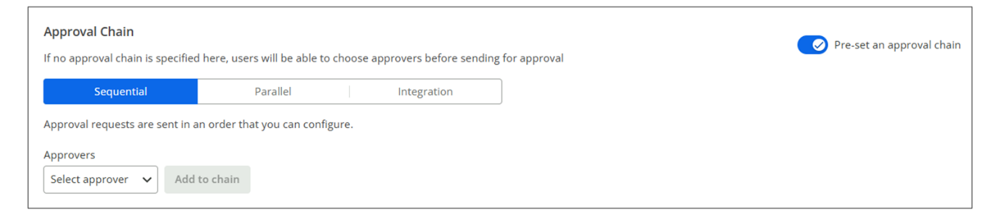 Approval Chain
Pre-set an approval chain
If no approval chain is specified here, users will be able to choose approvers before sending for approval
Sequential Parallel Integration
Approval requests are sent in an order that you can configure.
Approvers
Select approver Add to chain